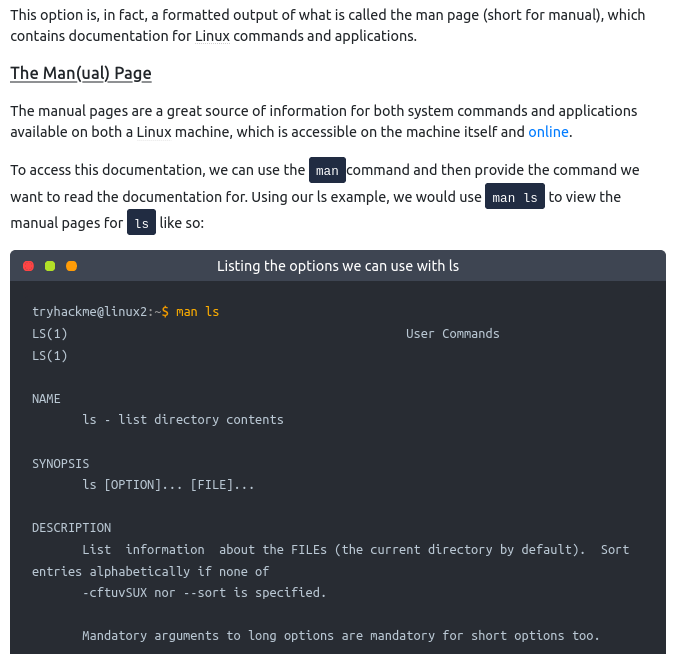 This option is, in fact, a formatted output of what is called the man page (short for manual), which
contains documentation for Linux commands and applications.
The Man(ual) Page
The manual pages are a great source of information for both system commands and applications
available on both a Linux machine, which is accessible on the machine itself and online.
To access this documentation, we can use the man command and then provide the command we
want to read the documentation for. Using our ls example, we would use man ls to view the
manual pages for ls like so:
Listing the options we can use with ls
tryhackme@linux2:~$ man ls
LS(1)                                               User Commands
LS(1)
NAME
       ls - list directory contents
SYNOPSIS
       ls [OPTION]... [FILE]...
DESCRIPTION
       List  information  about the FILEs (the current directory by default).  Sort
entries alphabetically if none of
       -cftuvSUX nor --sort is specified.
       Mandatory arguments to long options are mandatory for short options too.